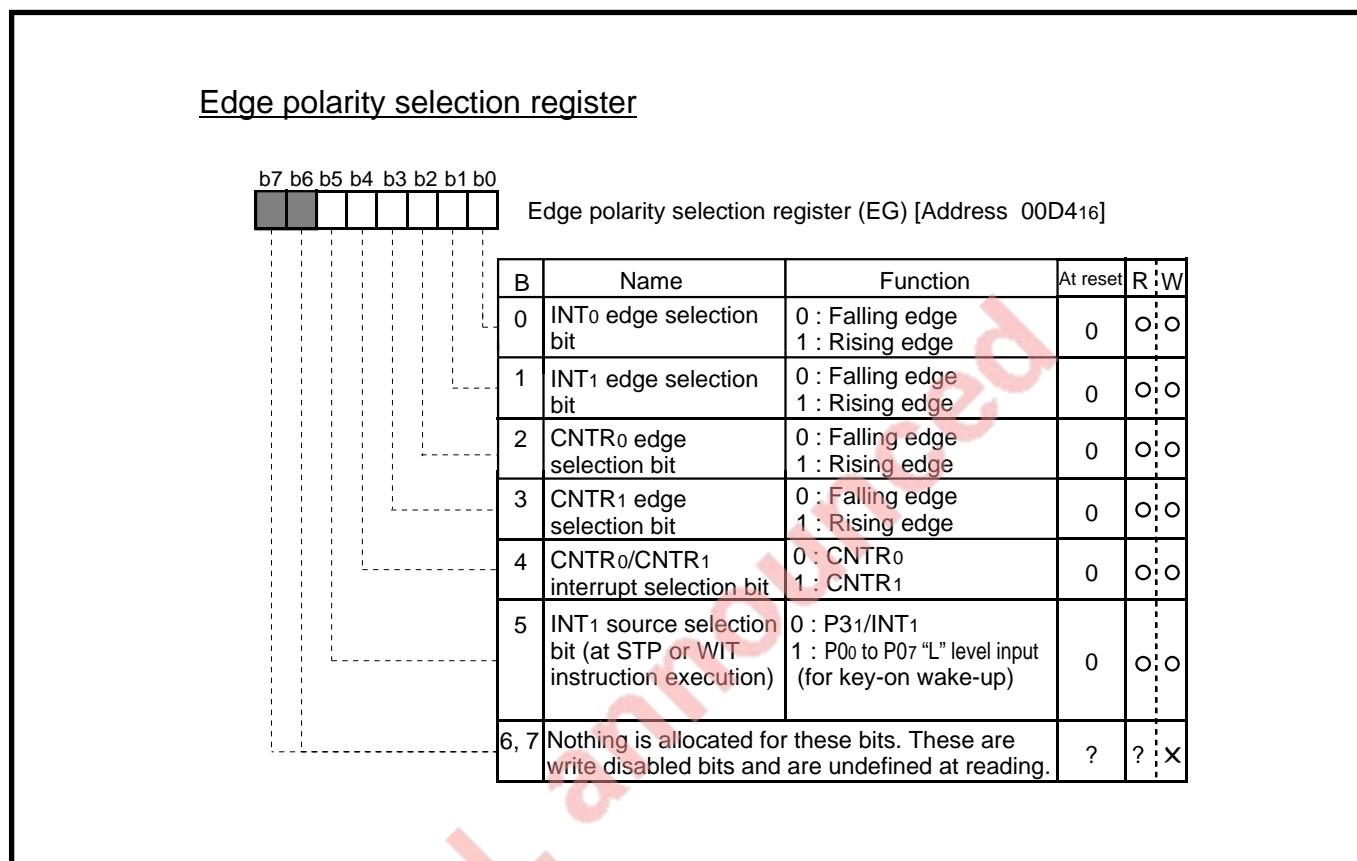 Edge polarity selection register
b7 b6 b5 b4 b3 b2 b1 b0
Edge polarity selection register (EG) [Address 00D416]
B Name Function At reset R W
0 INT0 edge selection bit 0 : Falling edge 1 : Rising edge 0 O O
1 INT1 edge selection bit 0 : Falling edge 1 : Rising edge 0 O O
2 CNTR0 edge selection bit 0 : Falling edge 1 : Rising edge 0 O O
3 CNTR1 edge selection bit 0 : Falling edge 1 : Rising edge 0 O O
4 CNTR0/CNTR1 interrupt selection bit 0 : CNTR0 1 : CNTR1 0 O O
5 INT1 source selection bit (at STP or WIT instruction execution) 0 : P31/INT1 1 : P00 to P07 “L” level input (for key-on wake-up) 0 O O
6, 7 Nothing is allocated for these bits. These are write disabled bits and are undefined at reading. ? ? X
announced